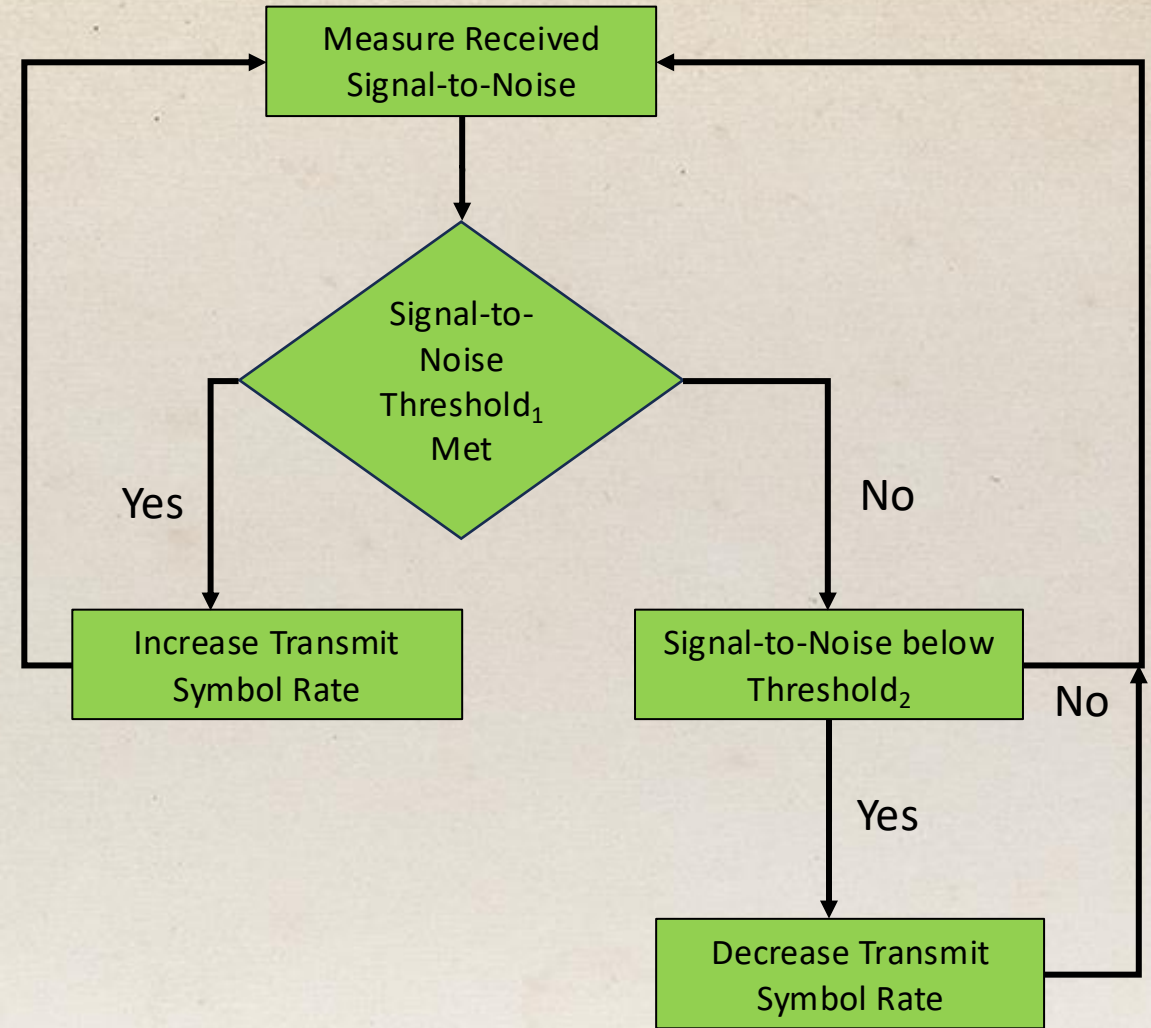 Measure Received
Signal-to-Noise
Signal-to-
Noise
Threshold₁
Met
Yes
No
Increase Transmit
Symbol Rate
Signal-to-Noise below
Threshold₂
No
Yes
Decrease Transmit
Symbol Rate